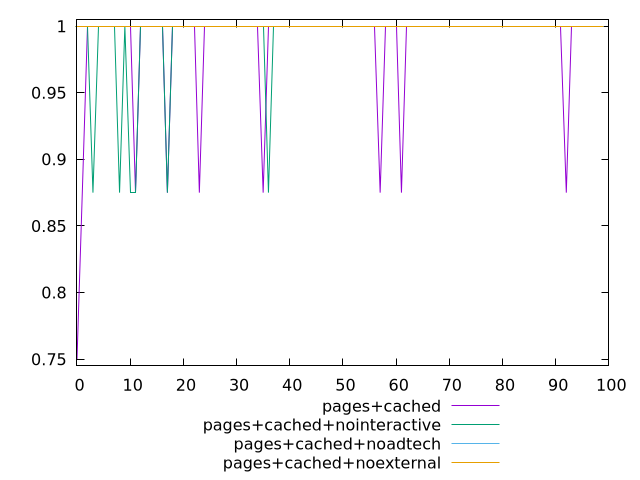 1
0.95
0.9
0.85
0.8
0.75
0 10 20 30 40 50 60 70 80 90 100
pages+cached
pages+cached+nointeractive
pages+cached+noadtech
pages+cached+noexternal